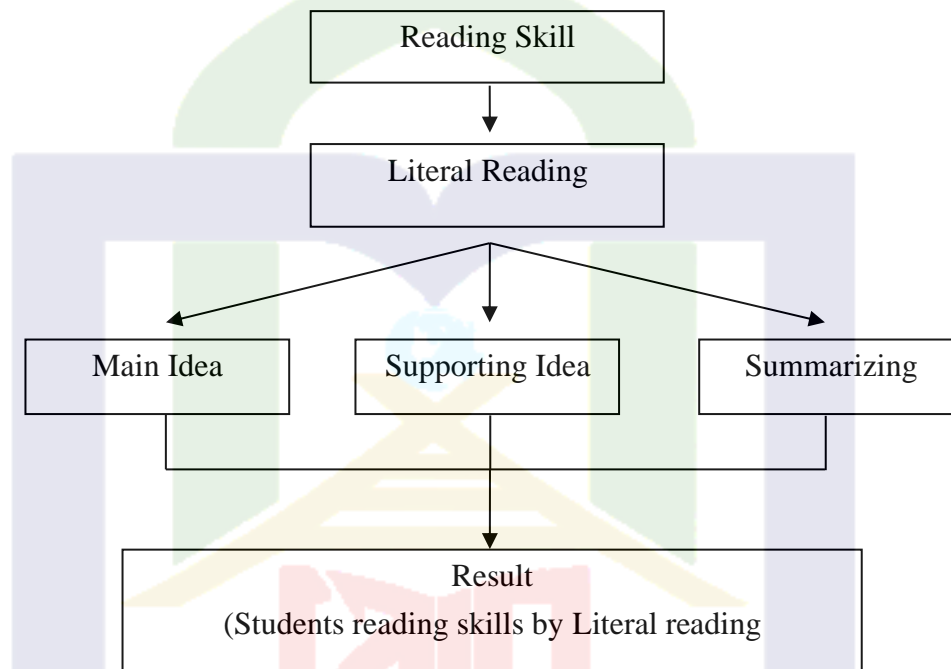 Reading Skill
Literal Reading
Main Idea
Supporting Idea
Summarizing
Result
(Students reading skills by Literal reading